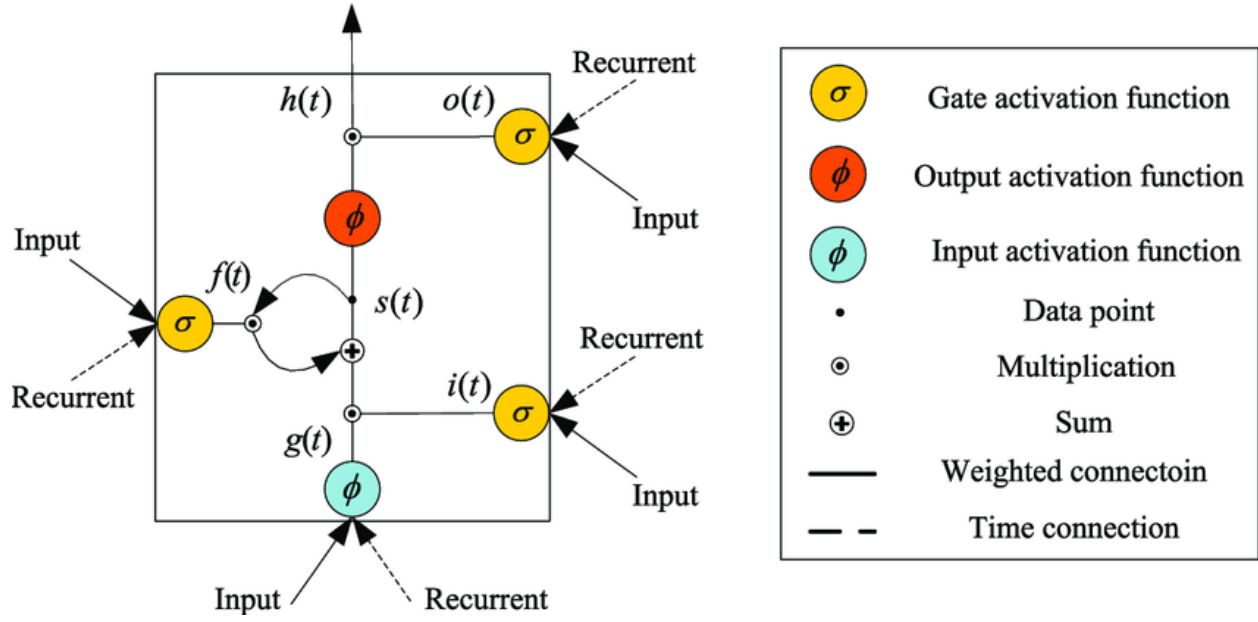 Recurrent
h(t)
o(t)
σ
Gate activation function
σ
ϕ
Output activation function
ϕ
Input
Input
ϕ
Input activation function
f(t)
s(t)
Data point
σ
Recurrent
Recurrent
i(t)
Multiplication
σ
Sum
g(t)
ϕ
Input
Weighted connectoin
Time connection
Input
Recurrent